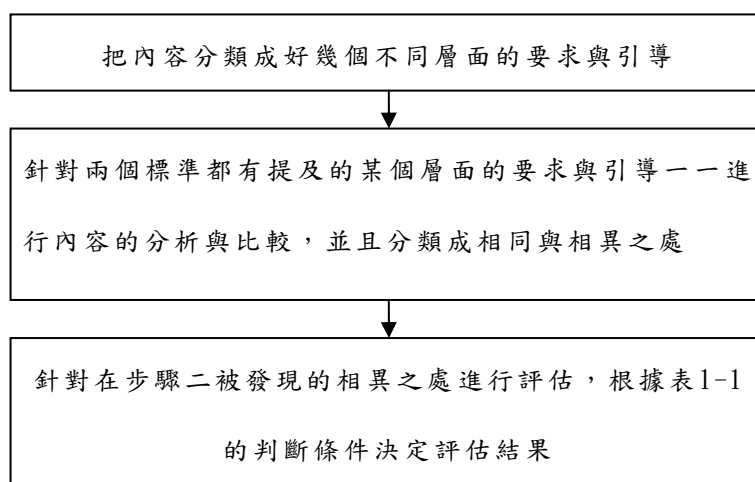 把內容分類成好幾個不同層面的要求與引導
針對兩個標準都有提及的某個層面的要求與引導一一進
行內容的分析與比較，並且分類成相同與相異之處
針對在步驟二被發現的相異之處進行評估，根據表1-1
的判斷條件決定評估結果